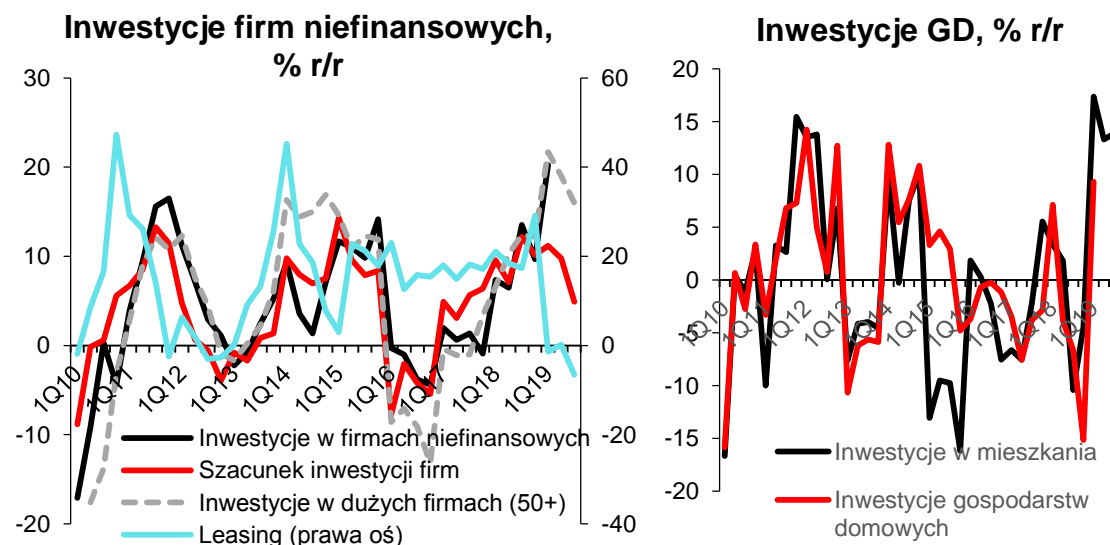 Inwestycje firm niefinansowych,
% r/r
30
20
10
0
-10
-20
60
40
20
0
-20
-40
1Q10
1Q11
1Q12
1Q13
1Q14
1Q15
1Q16
1Q17
1Q18
1Q19
Inwestycje w firmach niefinansowych
Szacunek inwestycji firm
Inwestycje w dużych firmach (50+)
Leasing (prawa oś)
Inwestycje GD, % r/r
20
15
10
5
0
-5
-10
-15
-20
1Q10
1Q11
1Q12
1Q13
1Q14
1Q15
1Q16
1Q17
1Q18
1Q19
Inwestycje w mieszkania
Inwestycje gospodarstw
domowych